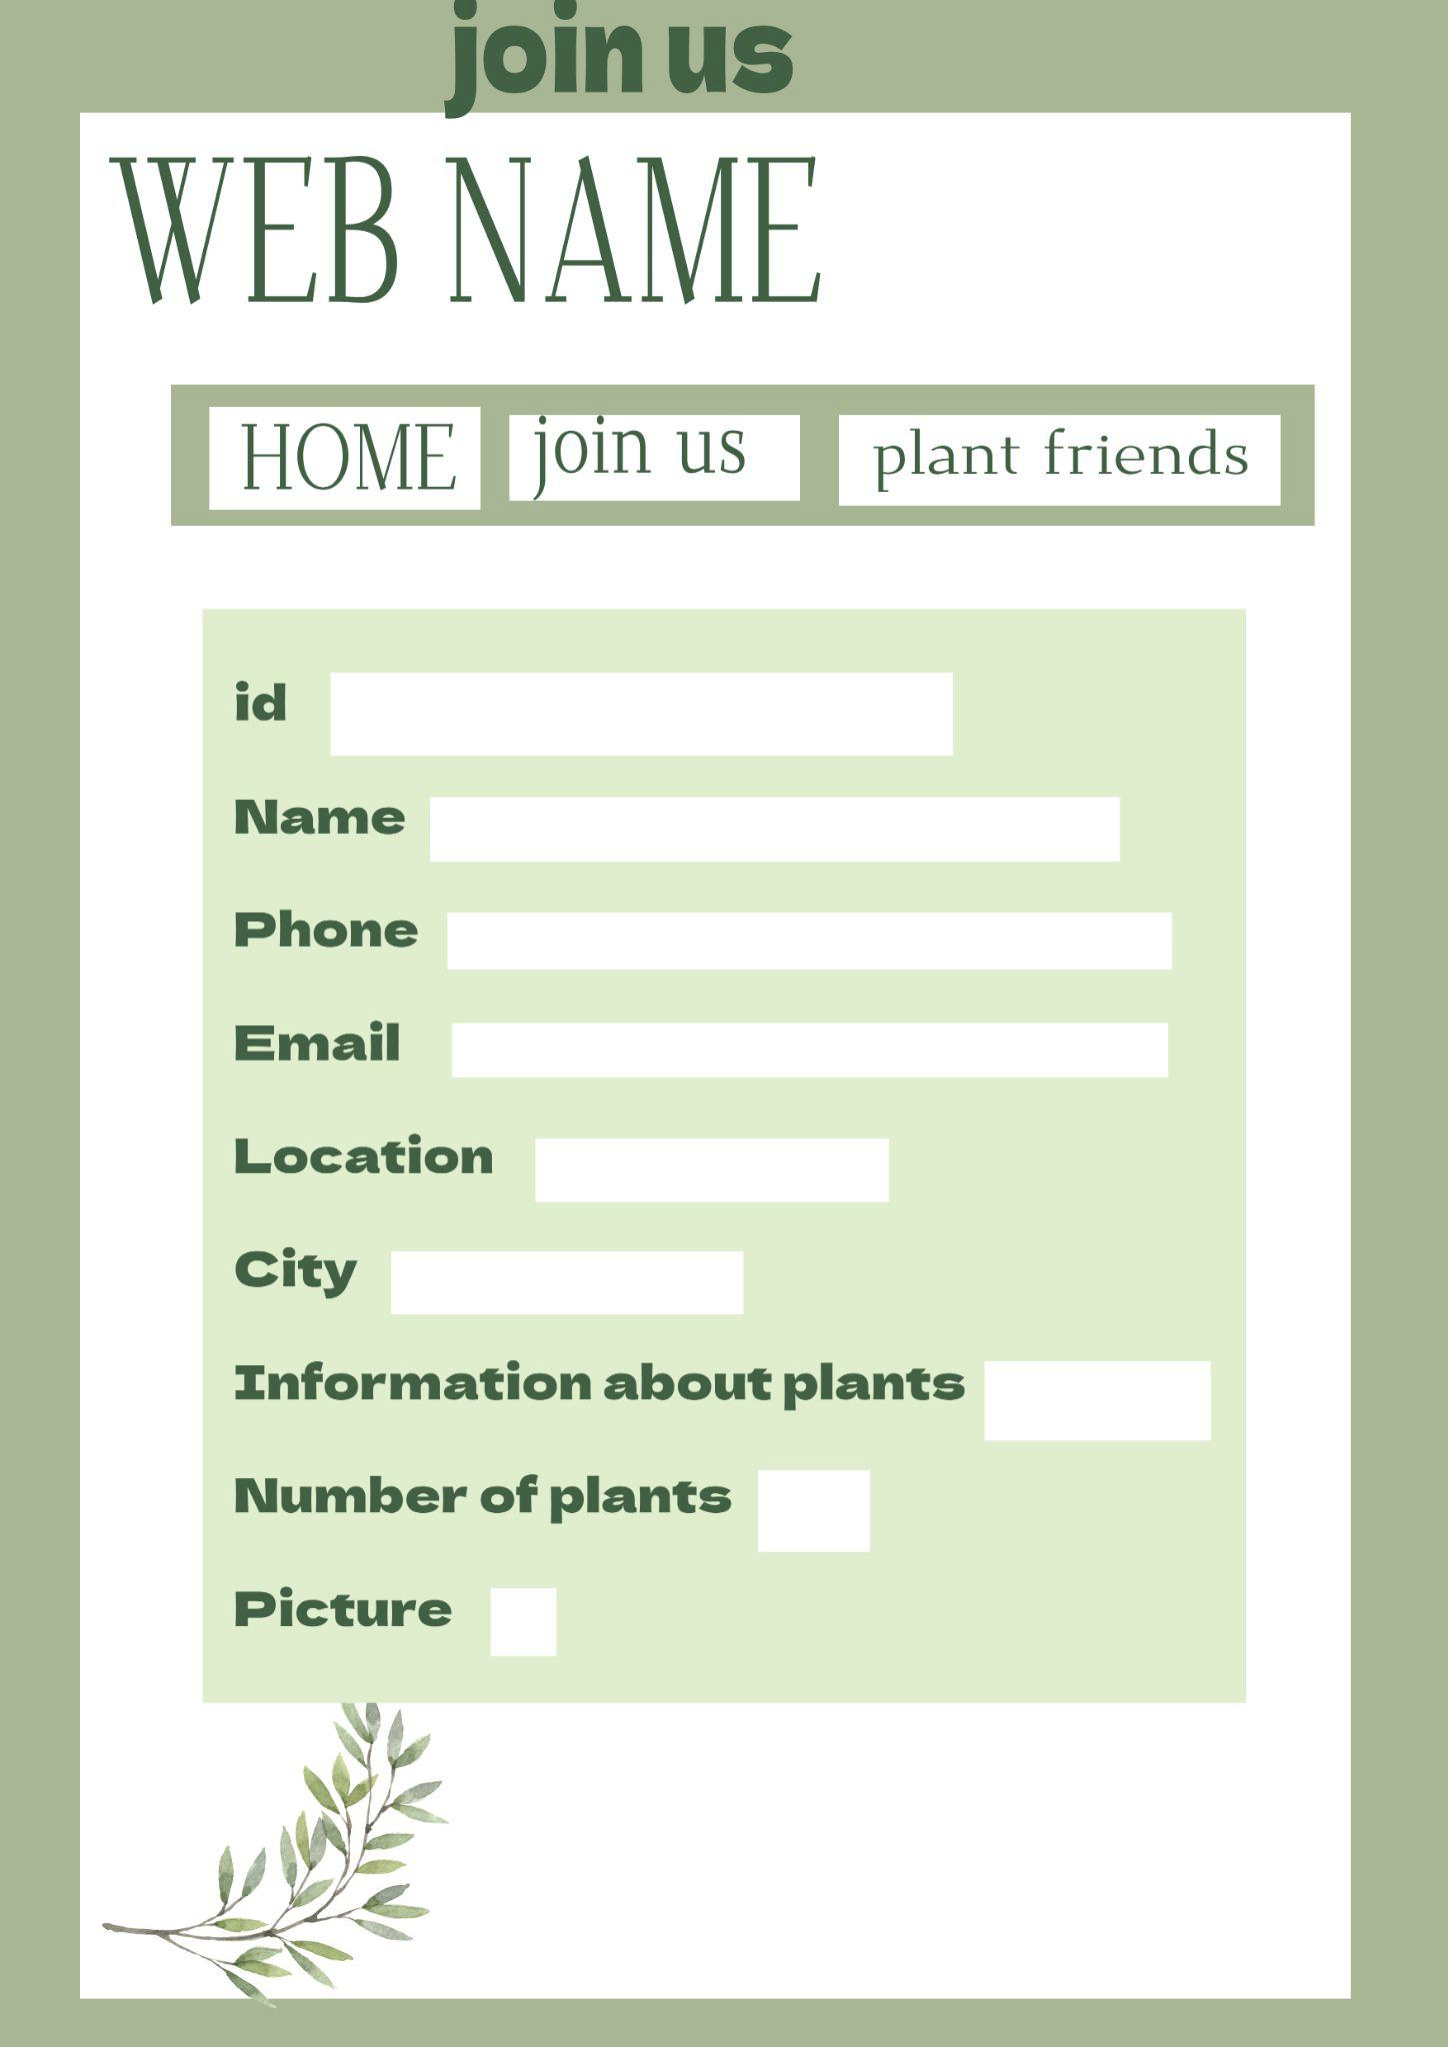 join us
WEB NAME
HOME join us plant friends
id
Name
Phone
Email
Location
City
Information about plants
Number of plants
Picture